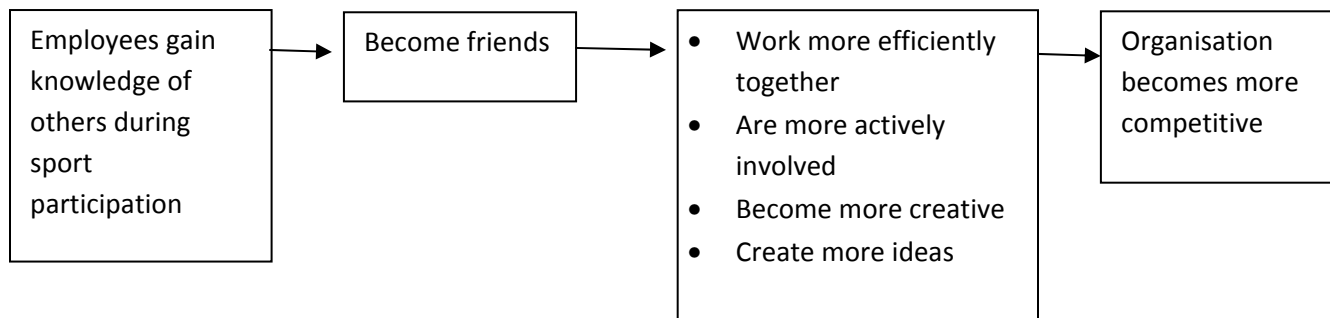 Employees gain
knowledge of
others during
sport
participation
Become friends
• Work more efficiently
together
• Are more actively
involved
• Become more creative
• Create more ideas
Organisation
becomes more
competitive